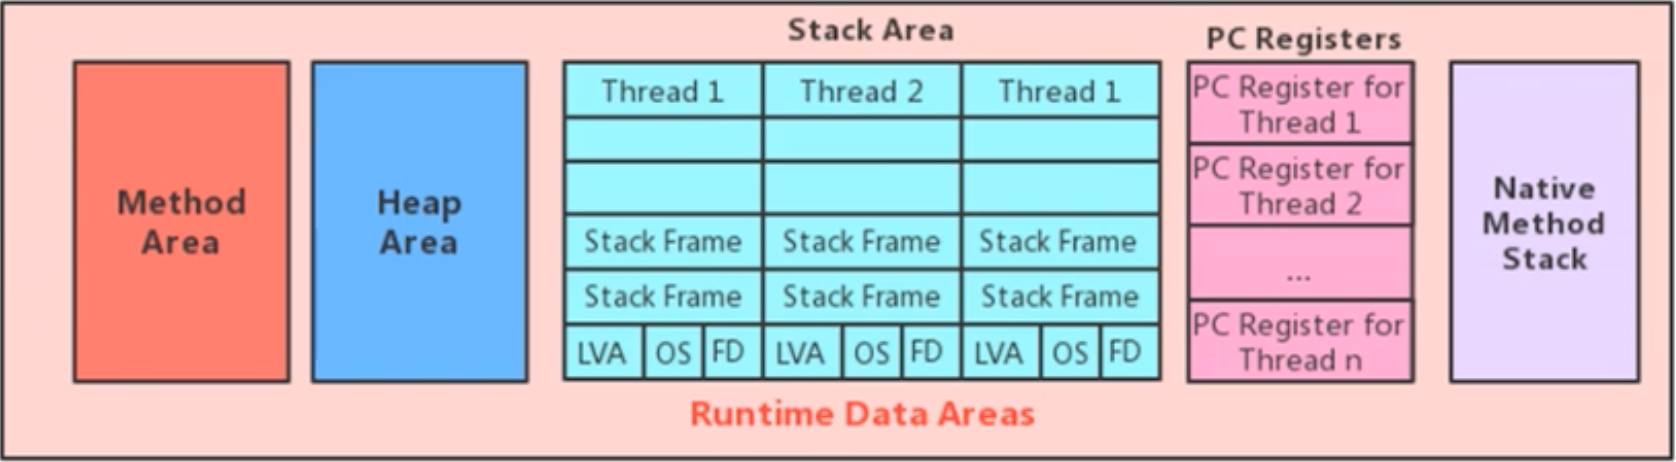 Stack Area
PC Registers
Method
Area
Heap
Area
Thread 1
Thread 2
Thread 1
Stack Frame
Stack Frame
Stack Frame
Stack Frame
Stack Frame
Stack Frame
LVA
OS
FD
LVA
OS
FD
LVA
OS
FD
PC Register for
Thread 1
PC Register for
Thread 2
...
PC Register for
Thread n
Native
Method
Stack
Runtime Data Areas